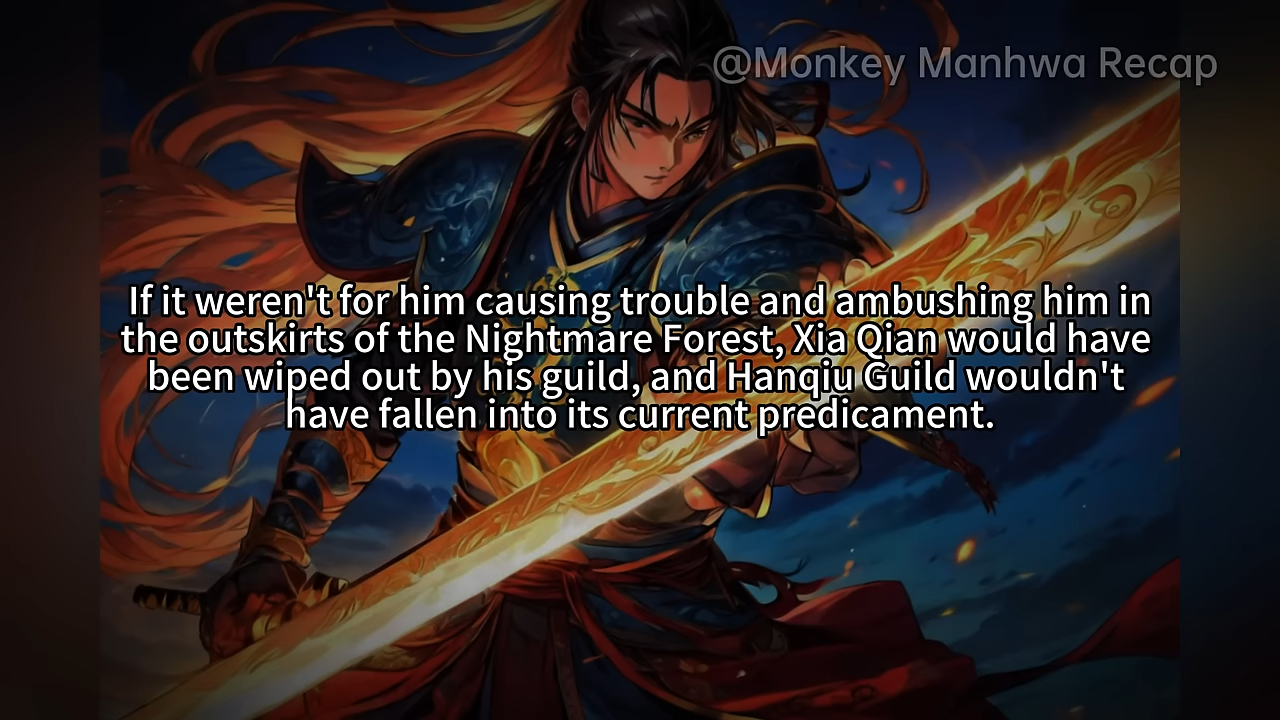 @Monkey Manhwa Recap
If it weren't for him causing trouble and ambushing him in
the outskirts of the Nightmare Forest, Xia Qian would have
been wiped out by his guild, and Hanqiu Guild wouldn't
have fallen into its current predicament.